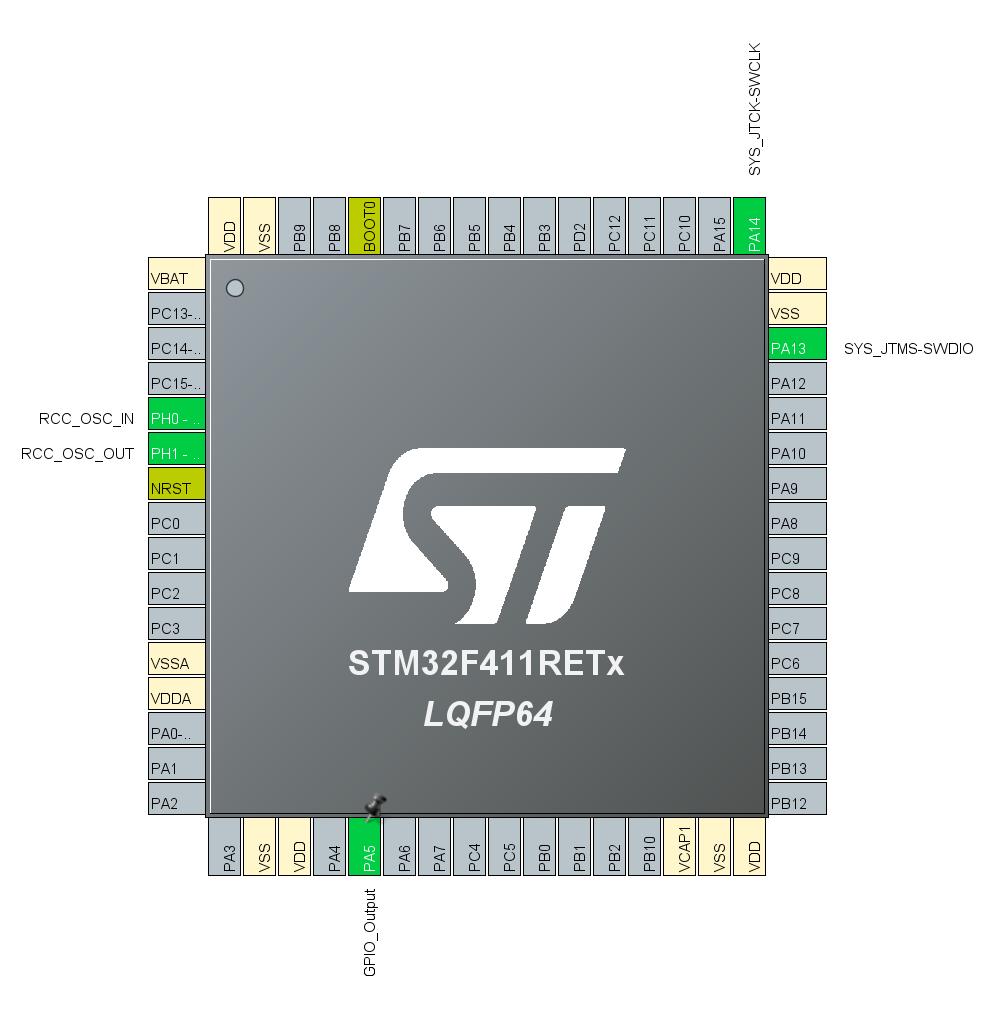 SYS_JTCK-SWCLK
VDD
VSS
PB9
PB8
BOOT0
PB7
PB6
PB5
PB4
PB3
PD2
PC12
PC11
PC10
PA15
PA14
VBAT
PC13-..
PC14-..
PC15-..
RCC_OSC_IN
PH0 - ..
RCC_OSC_OUT
PH1 - ..
NRST
PC0
PC1
PC2
PC3
VSSA
VDDA
PA0-..
PA1
PA2
VDD
VSS
PA13
SYS_JTMS-SWDIO
PA12
PA11
PA10
PA9
PA8
PC9
PC8
PC7
PC6
PB15
PB14
PB13
PB12
ST
STM32F411RETx
LQFP64
PA3
VSS
VDD
PA4
PA5
PA6
PA7
PC4
PC5
PB0
PB1
PB2
PB10
VCAP1
VSS
VDD
GPIO_Output